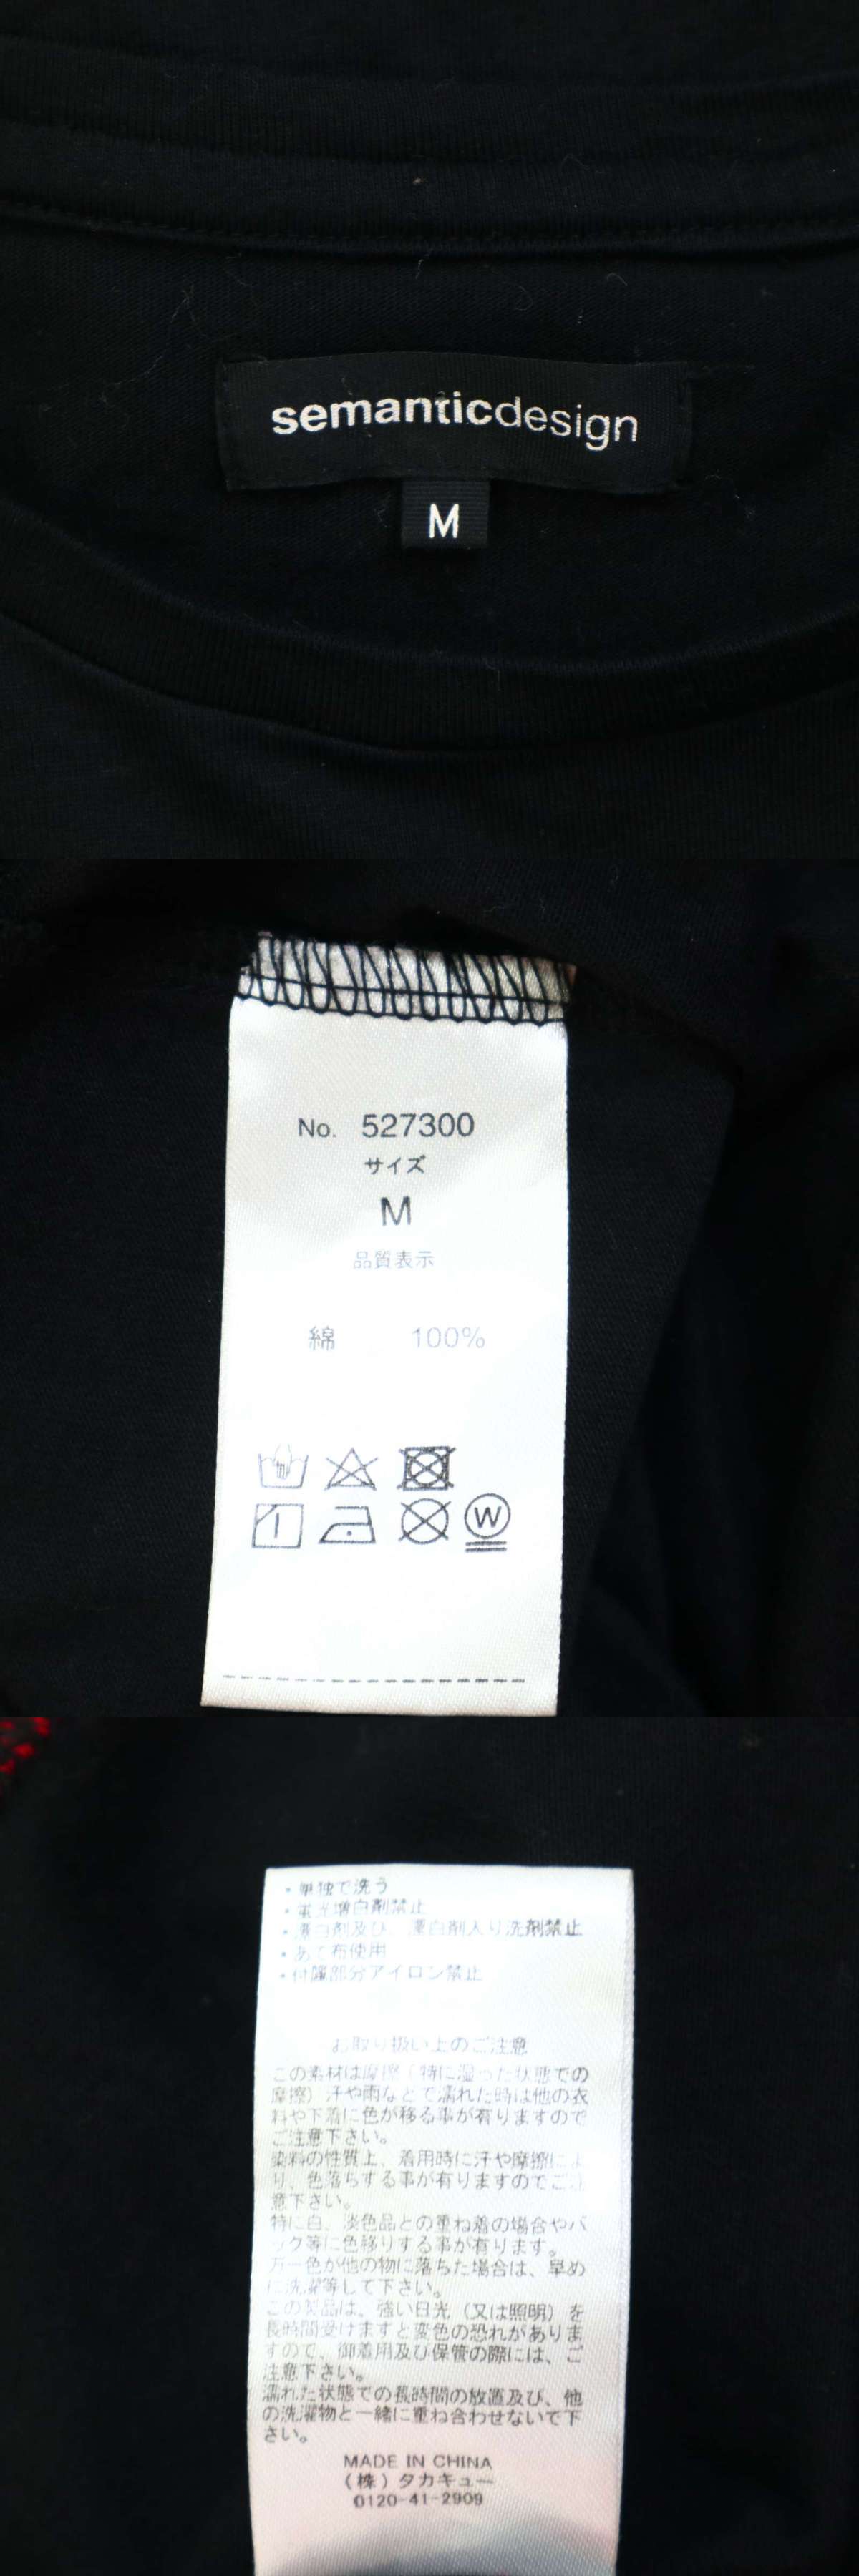 semanticdesign
M
No. 527300
サイズ
M
品質表示
綿 100%
W
・単独で洗う
・蛍光増白剤禁止
・漂白剤及び、漂白剤入り洗剤禁止
・あて布使用
・付属部分アイロン禁止
お取り扱い上のご注意
この素材は摩擦（特に湿った状態での
摩擦）汗や雨などで濡れた時は他の衣
料や下着に色が移る事が有りますので
ご注意下さい。
染料の性質上、着用時に汗や摩擦によ
り、色落ちする事が有りますのでご注
意下さい。
特に白、淡色品との重ね着の場合やバ
ック等に色移りする事が有ります。
万一色が他の物に落ちた場合は、早め
に洗濯等して下さい。
この製品は、強い日光（又は照明）を
長時間受けますと変色の恐れがありま
すので、御着用及び保管の際には、ご
注意下さい。
濡れた状態での長時間の放置及び、他
の洗濯物と一緒に重ね合わせないで下
さい。
MADE IN CHINA
（株）タカキュー
0120-41-2909